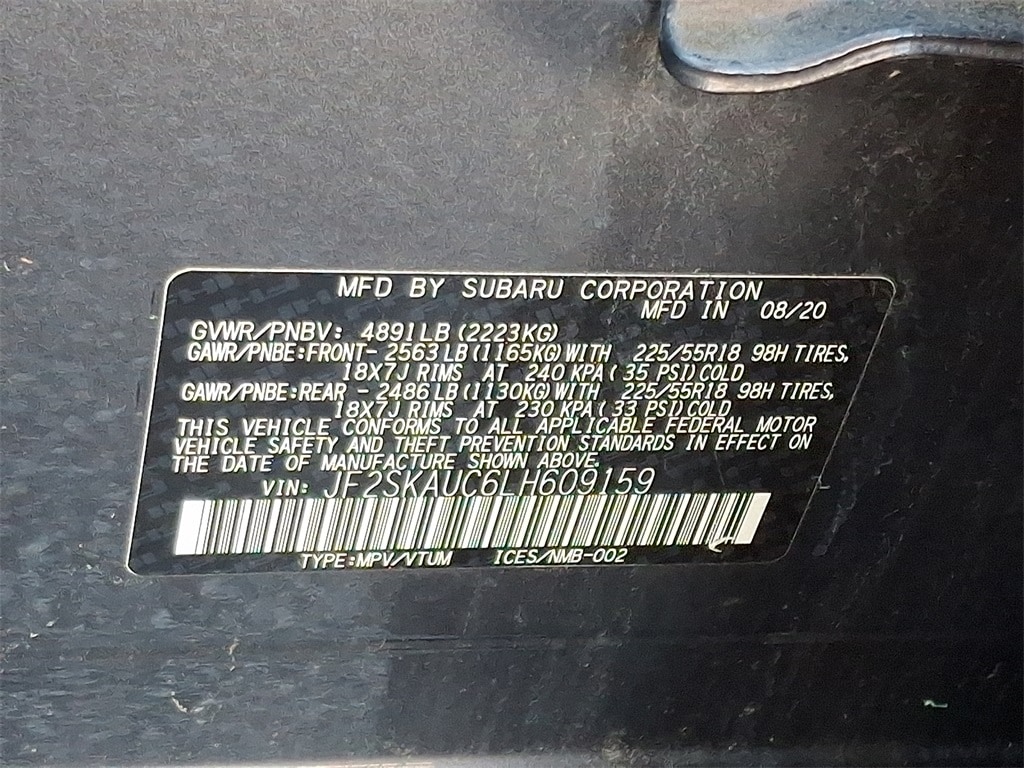 MFD BY SUBARU CORPORATION
MFD IN 08/20
GVWR/PNBV: 4891LB(2223KG)
GAWR/PNBE:FRONT- 2563LB(1165KG)WITH 225/55R18 98H TIRES,
18X7J RIMS AT 240 KPA(35 PSI)COLD
GAWR/PNBE:REAR - 2486LB(1130KG)WITH 225/55R18 98H TIRES,
18X7J RIMS AT 230 KPA(33 PSI)COLD
THIS VEHICLE CONFORMS TO ALL APPLICABLE FEDERAL MOTOR
VEHICLE SAFETY AND THEFT PREVENTION STANDARDS IN EFFECT ON
THE DATE OF MANUFACTURE SHOWN ABOVE.
VIN: JF2SKAUC6LH609159
TYPE:MPV/VTUM ICES/NMB-002